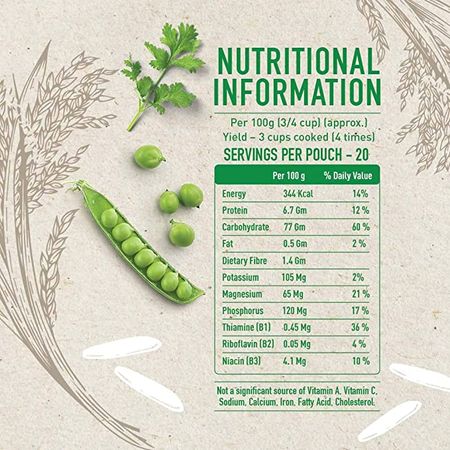 NUTRITIONAL
INFORMATION
Per 100g (3/4 cup) (approx.)
Yield – 3 cups cooked (4 times)
SERVINGS PER POUCH – 20
Per 100 g % Daily Value
Energy 344 Kcal 14%
Protein 6.7 Gm 12 %
Carbohydrate 77 Gm 60 %
Fat 0.5 Gm 2 %
Dietary Fibre 1.4 Gm
Potassium 105 Mg 2%
Magnesium 65 Mg 21 %
Phosphorus 120 Mg 17 %
Thiamine (B1) 0.45 Mg 36 %
Riboflavin (B2) 0.05 Mg 4 %
Niacin (B3) 4.1 Mg 10 %
Not a significant source of Vitamin A, Vitamin C,
Sodium, Calcium, Iron, Fatty Acid, Cholesterol.